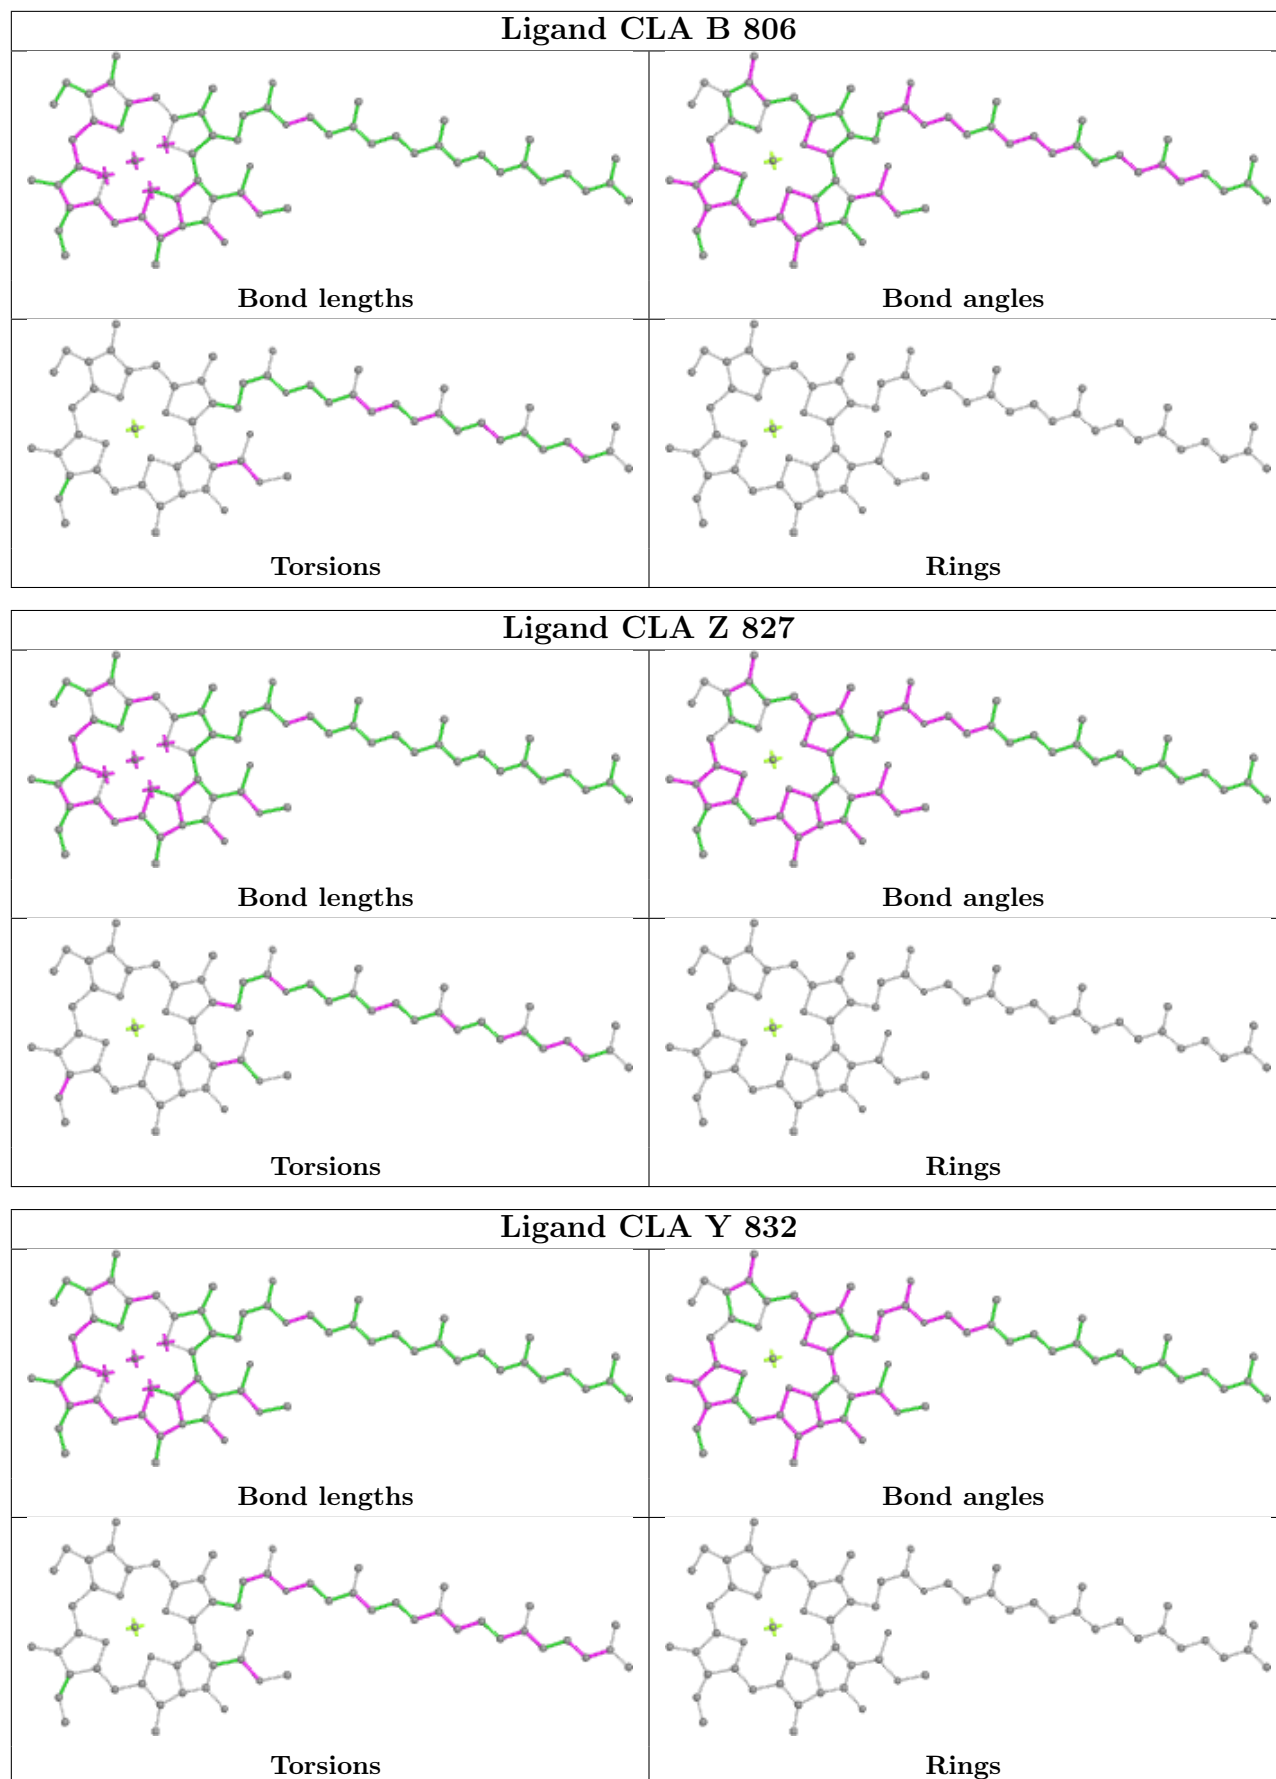 Ligand CLA B 806
Bond lengths
Bond angles
Torsions
Rings
Ligand CLA Z 827
Bond lengths
Bond angles
Torsions
Rings
Ligand CLA Y 832
Bond lengths
Bond angles
Torsions
Rings